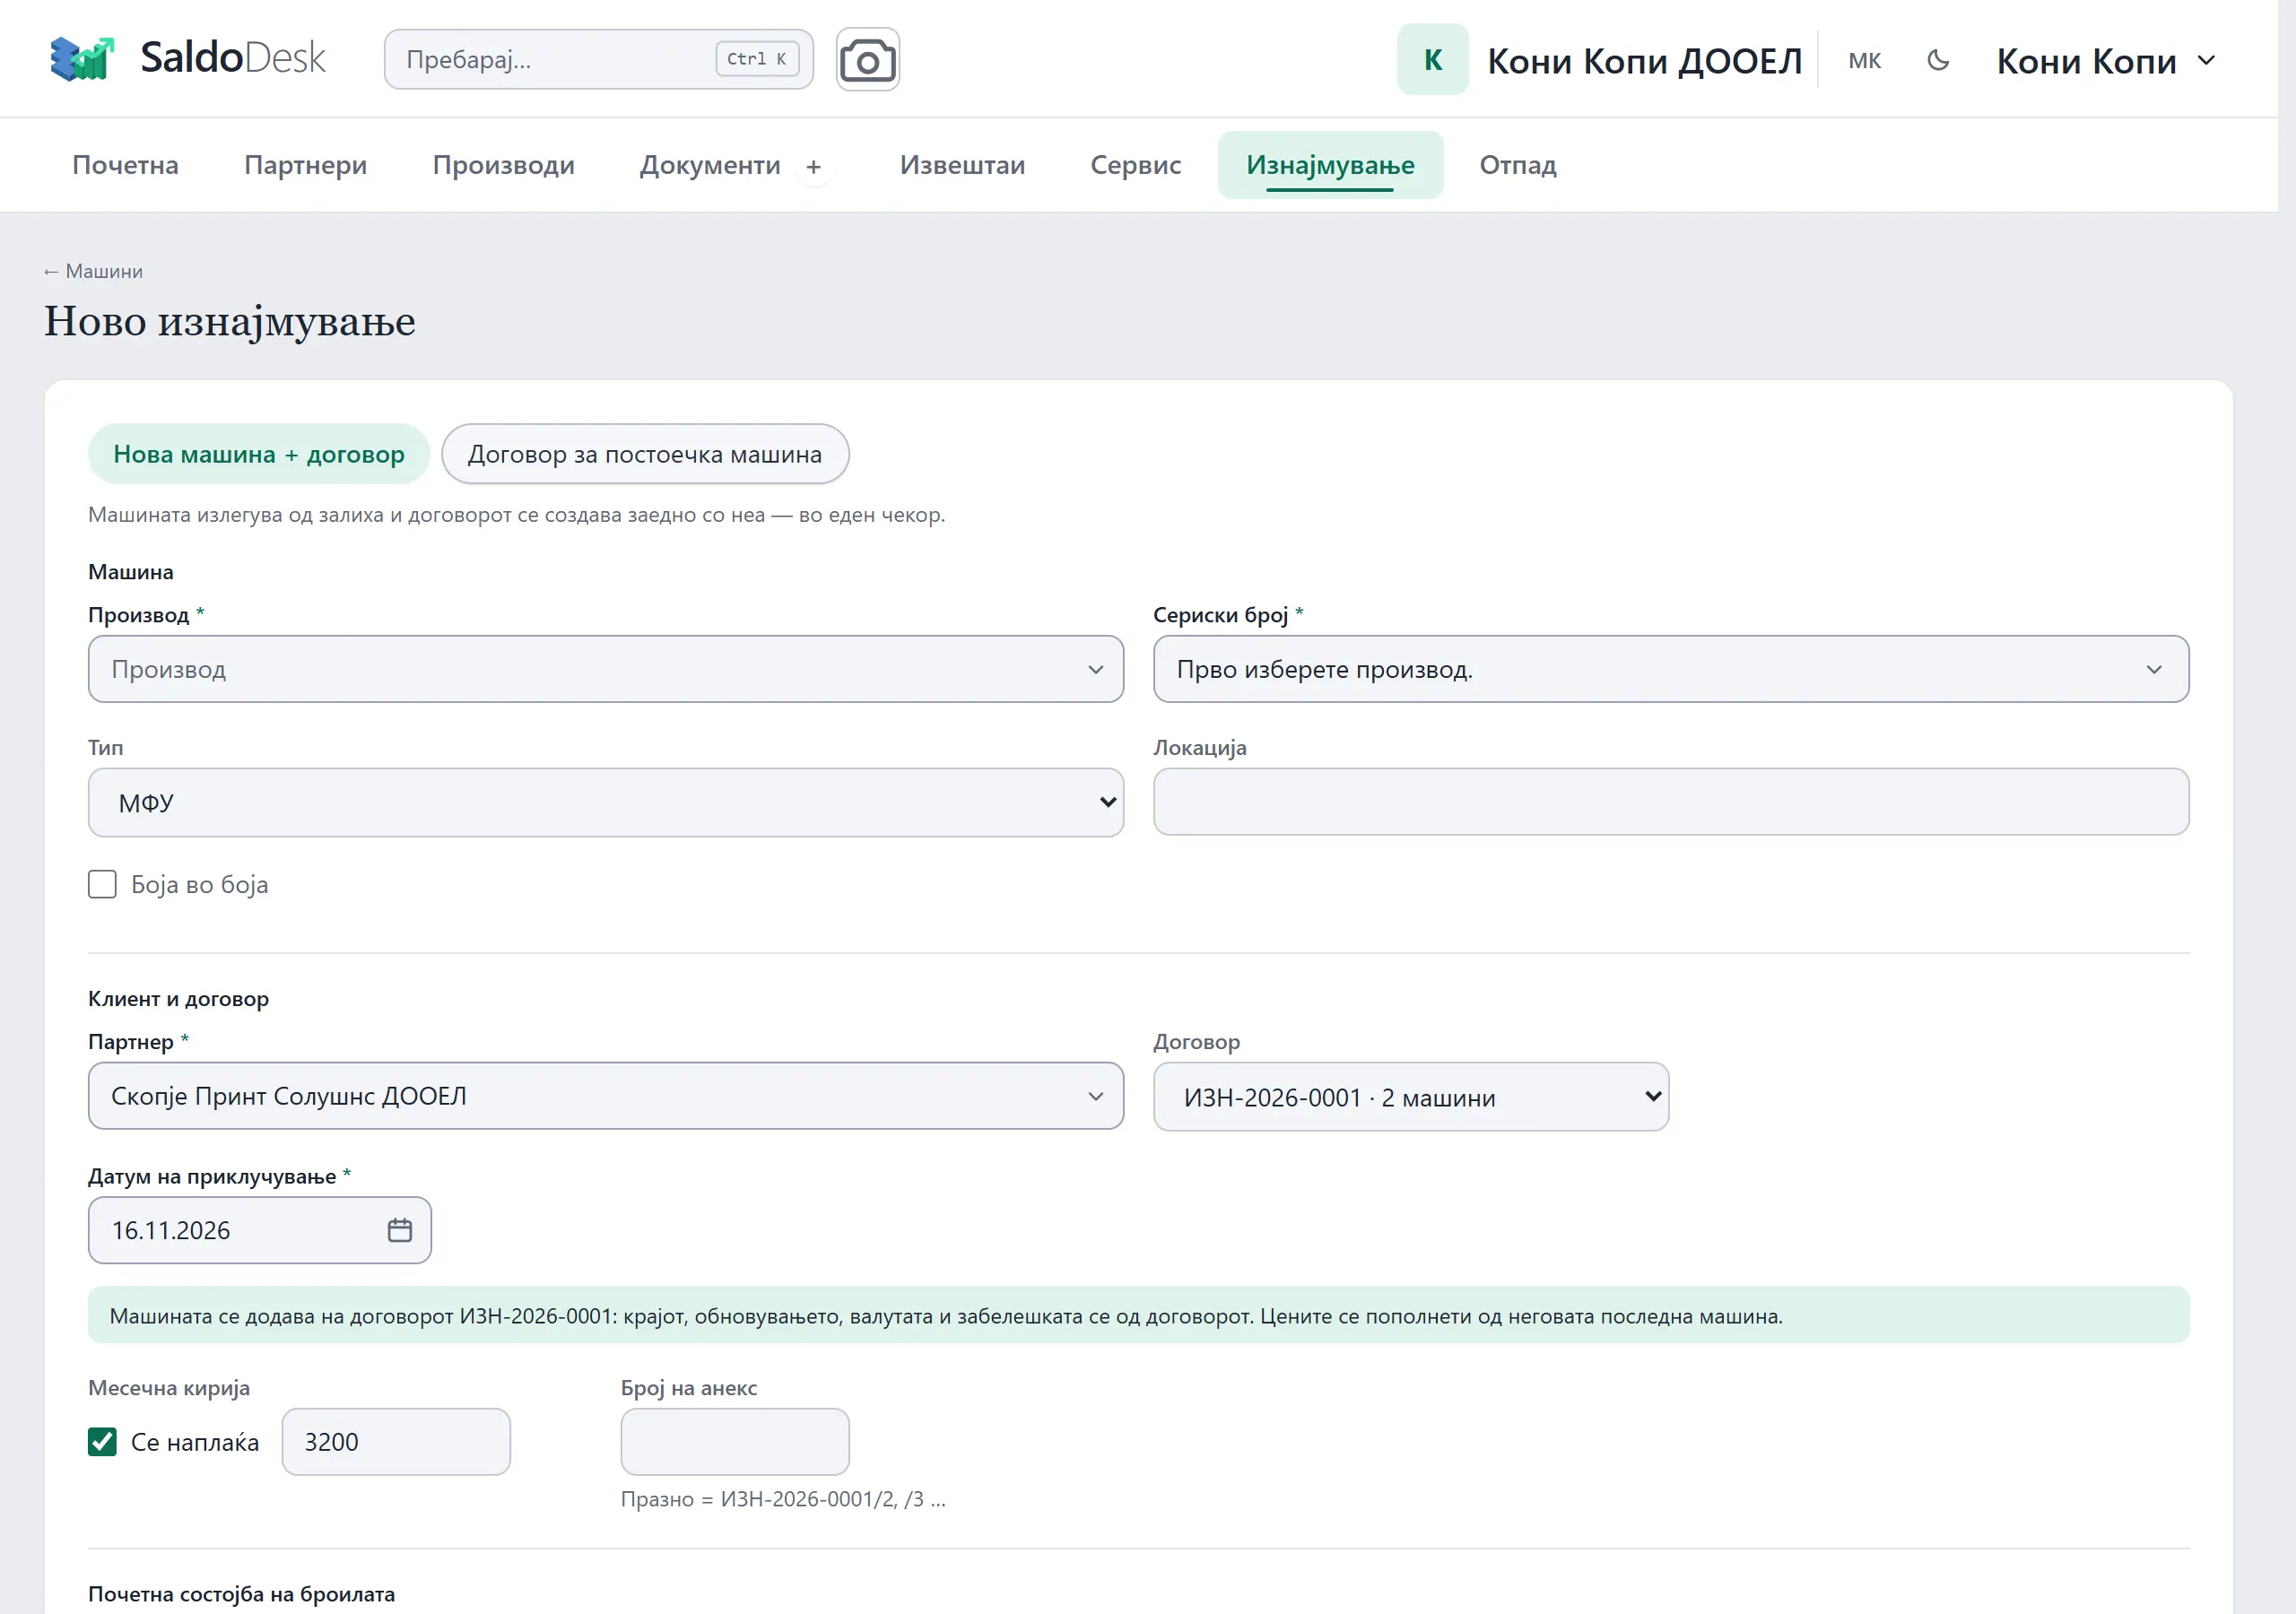 SaldoDesk
Пребарај... Ctrl K
К Кони Копи ДООЕЛ МК Кони Копи
Почетна Партнери Производи Документи + Извештаи Сервис Изнајмување Отпад
← Машини
Ново изнајмување
Нова машина + договор Договор за постоечка машина
Машината излегува од залиха и договорот се создава заедно со неа — во еден чекор.
Машина
Производ * Сериски број *
Производ Прво изберете производ.
Тип Локација
МФУ
Боја во боја
Клиент и договор
Партнер * Договор
Скопје Принт Солушнс ДООЕЛ ИЗН-2026-0001 · 2 машини
Датум на приклучување *
16.11.2026
Машината се додава на договорот ИЗН-2026-0001: крајот, обновувањето, валутата и забелешката се од договорот. Цените се пополнети од неговата последна машина.
Месечна кирија Број на анекс
Се наплаќа 3200
Празно = ИЗН-2026-0001/2, /3 ...
Почетна состојба на броилата